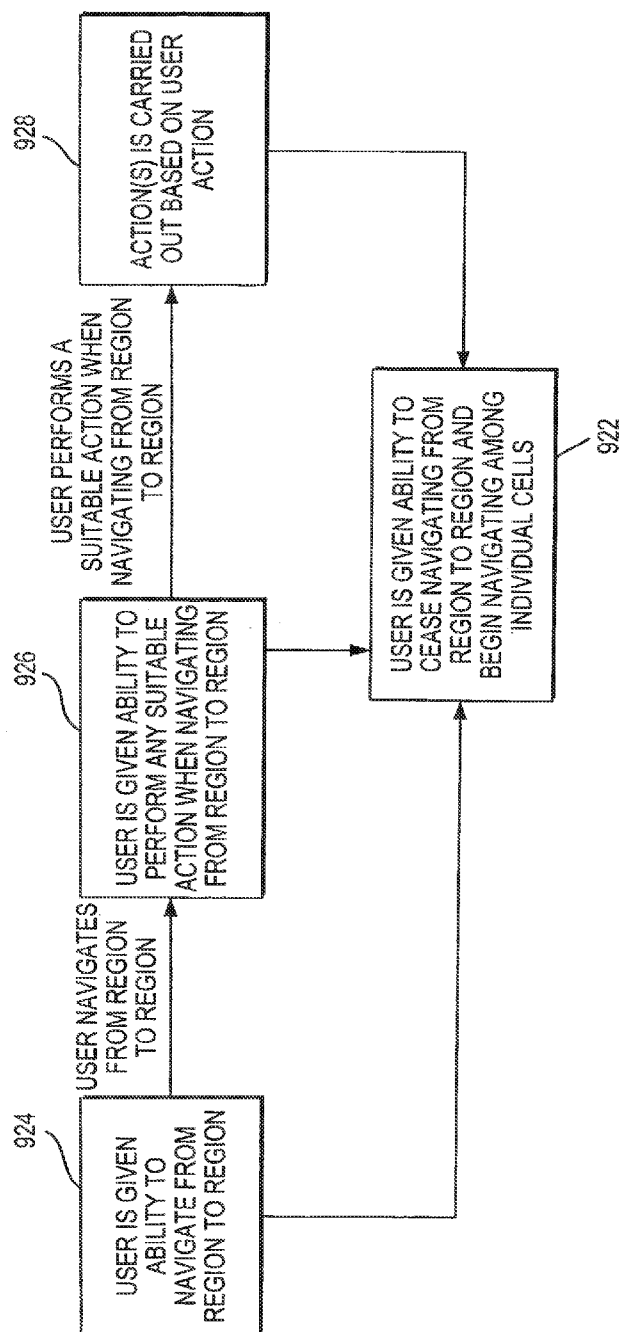 924
USER IS GIVEN
ABILITY TO
NAVIGATE FROM
REGION TO REGION
USER NAVIGATES
FROM REGION
TO REGION
926
USER IS GIVEN ABILITY TO
PERFORM ANY SUITABLE
ACTION WHEN NAVIGATING
FROM REGION TO REGION
USER PERFORMS A
SUITABLE ACTION WHEN
NAVIGATING FROM REGION
TO REGION
928
ACTION(S) IS CARRIED
OUT BASED ON USER
ACTION
USER IS GIVEN ABILITY TO
CEASE NAVIGATING FROM
REGION TO REGION AND
BEGIN NAVIGATING AMONG
INDIVIDUAL CELLS
922